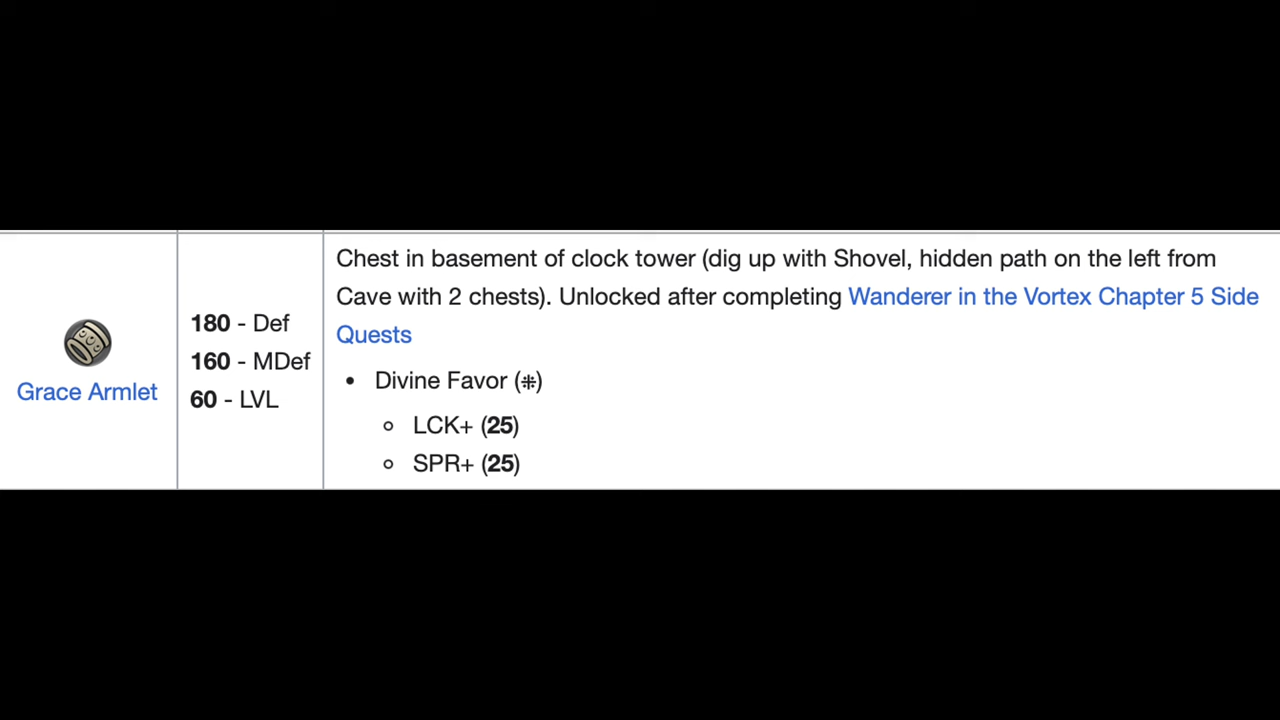 Grace Armlet
180 - Def
160 - MDef
60 - LVL
Chest in basement of clock tower (dig up with Shovel, hidden path on the left from
Cave with 2 chests). Unlocked after completing Wanderer in the Vortex Chapter 5 Side
Quests
• Divine Favor (⁜)
○ LCK+ (25)
○ SPR+ (25)